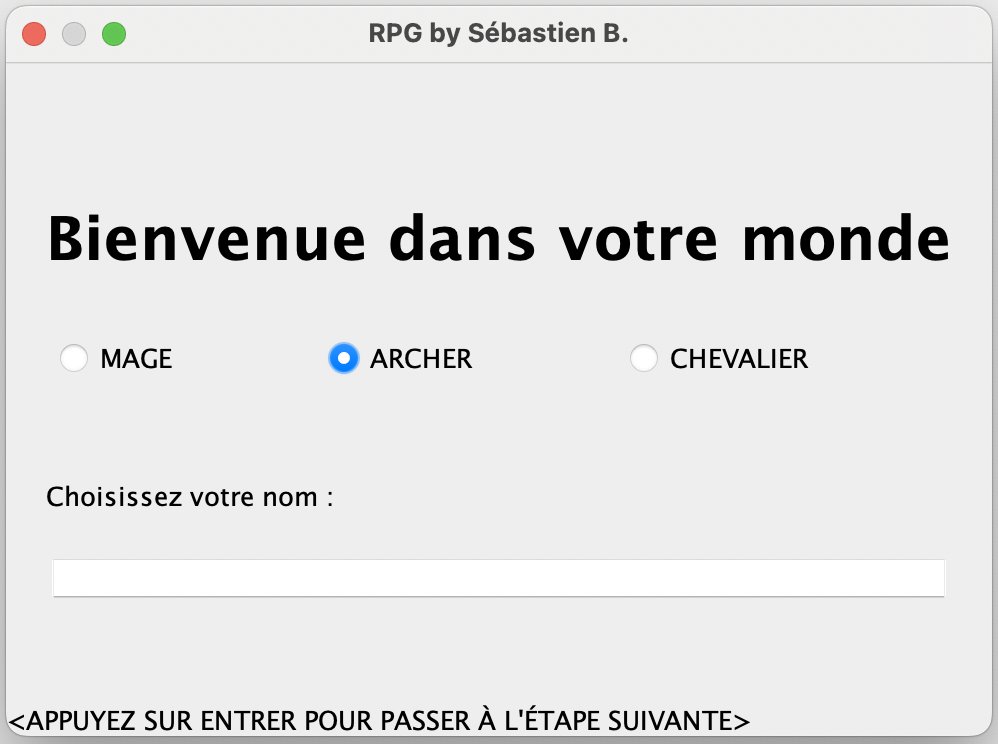 RPG by Sébastien B.
Bienvenue dans votre monde
MAGE ARCHER CHEVALIER
Choisissez votre nom :
<APPUYEZ SUR ENTRER POUR PASSER À L'ÉTAPE SUIVANTE>